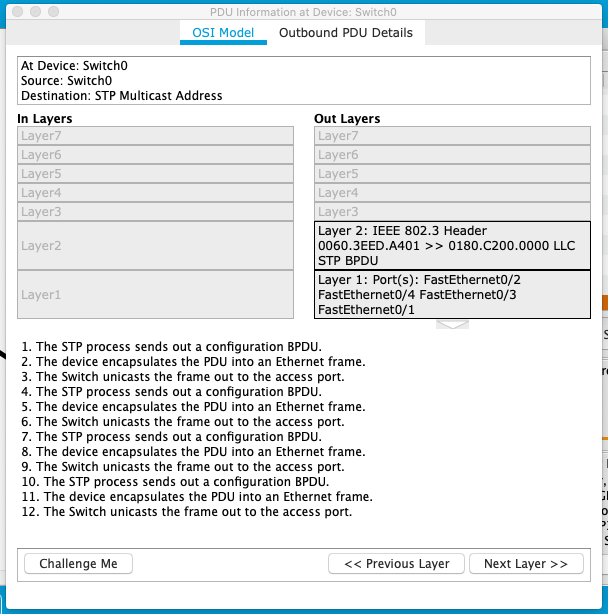 PDU Information at Device: Switch0
OSI Model
Outbound PDU Details
At Device: Switch0
Source: Switch0
Destination: STP Multicast Address
In Layers
Layer7
Layer6
Layer5
Layer4
Layer3
Layer2
Layer1
Out Layers
Layer7
Layer6
Layer5
Layer4
Layer3
Layer 2: IEEE 802.3 Header
0060.3EED.A401 >> 0180.C200.0000 LLC
STP BPDU
Layer 1: Port(s): FastEthernet0/2
FastEthernet0/4 FastEthernet0/3
FastEthernet0/1
1. The STP process sends out a configuration BPDU.
2. The device encapsulates the PDU into an Ethernet frame.
3. The Switch unicasts the frame out to the access port.
4. The STP process sends out a configuration BPDU.
5. The device encapsulates the PDU into an Ethernet frame.
6. The Switch unicasts the frame out to the access port.
7. The STP process sends out a configuration BPDU.
8. The device encapsulates the PDU into an Ethernet frame.
9. The Switch unicasts the frame out to the access port.
10. The STP process sends out a configuration BPDU.
11. The device encapsulates the PDU into an Ethernet frame.
12. The Switch unicasts the frame out to the access port.
Challenge Me
<< Previous Layer
Next Layer >>